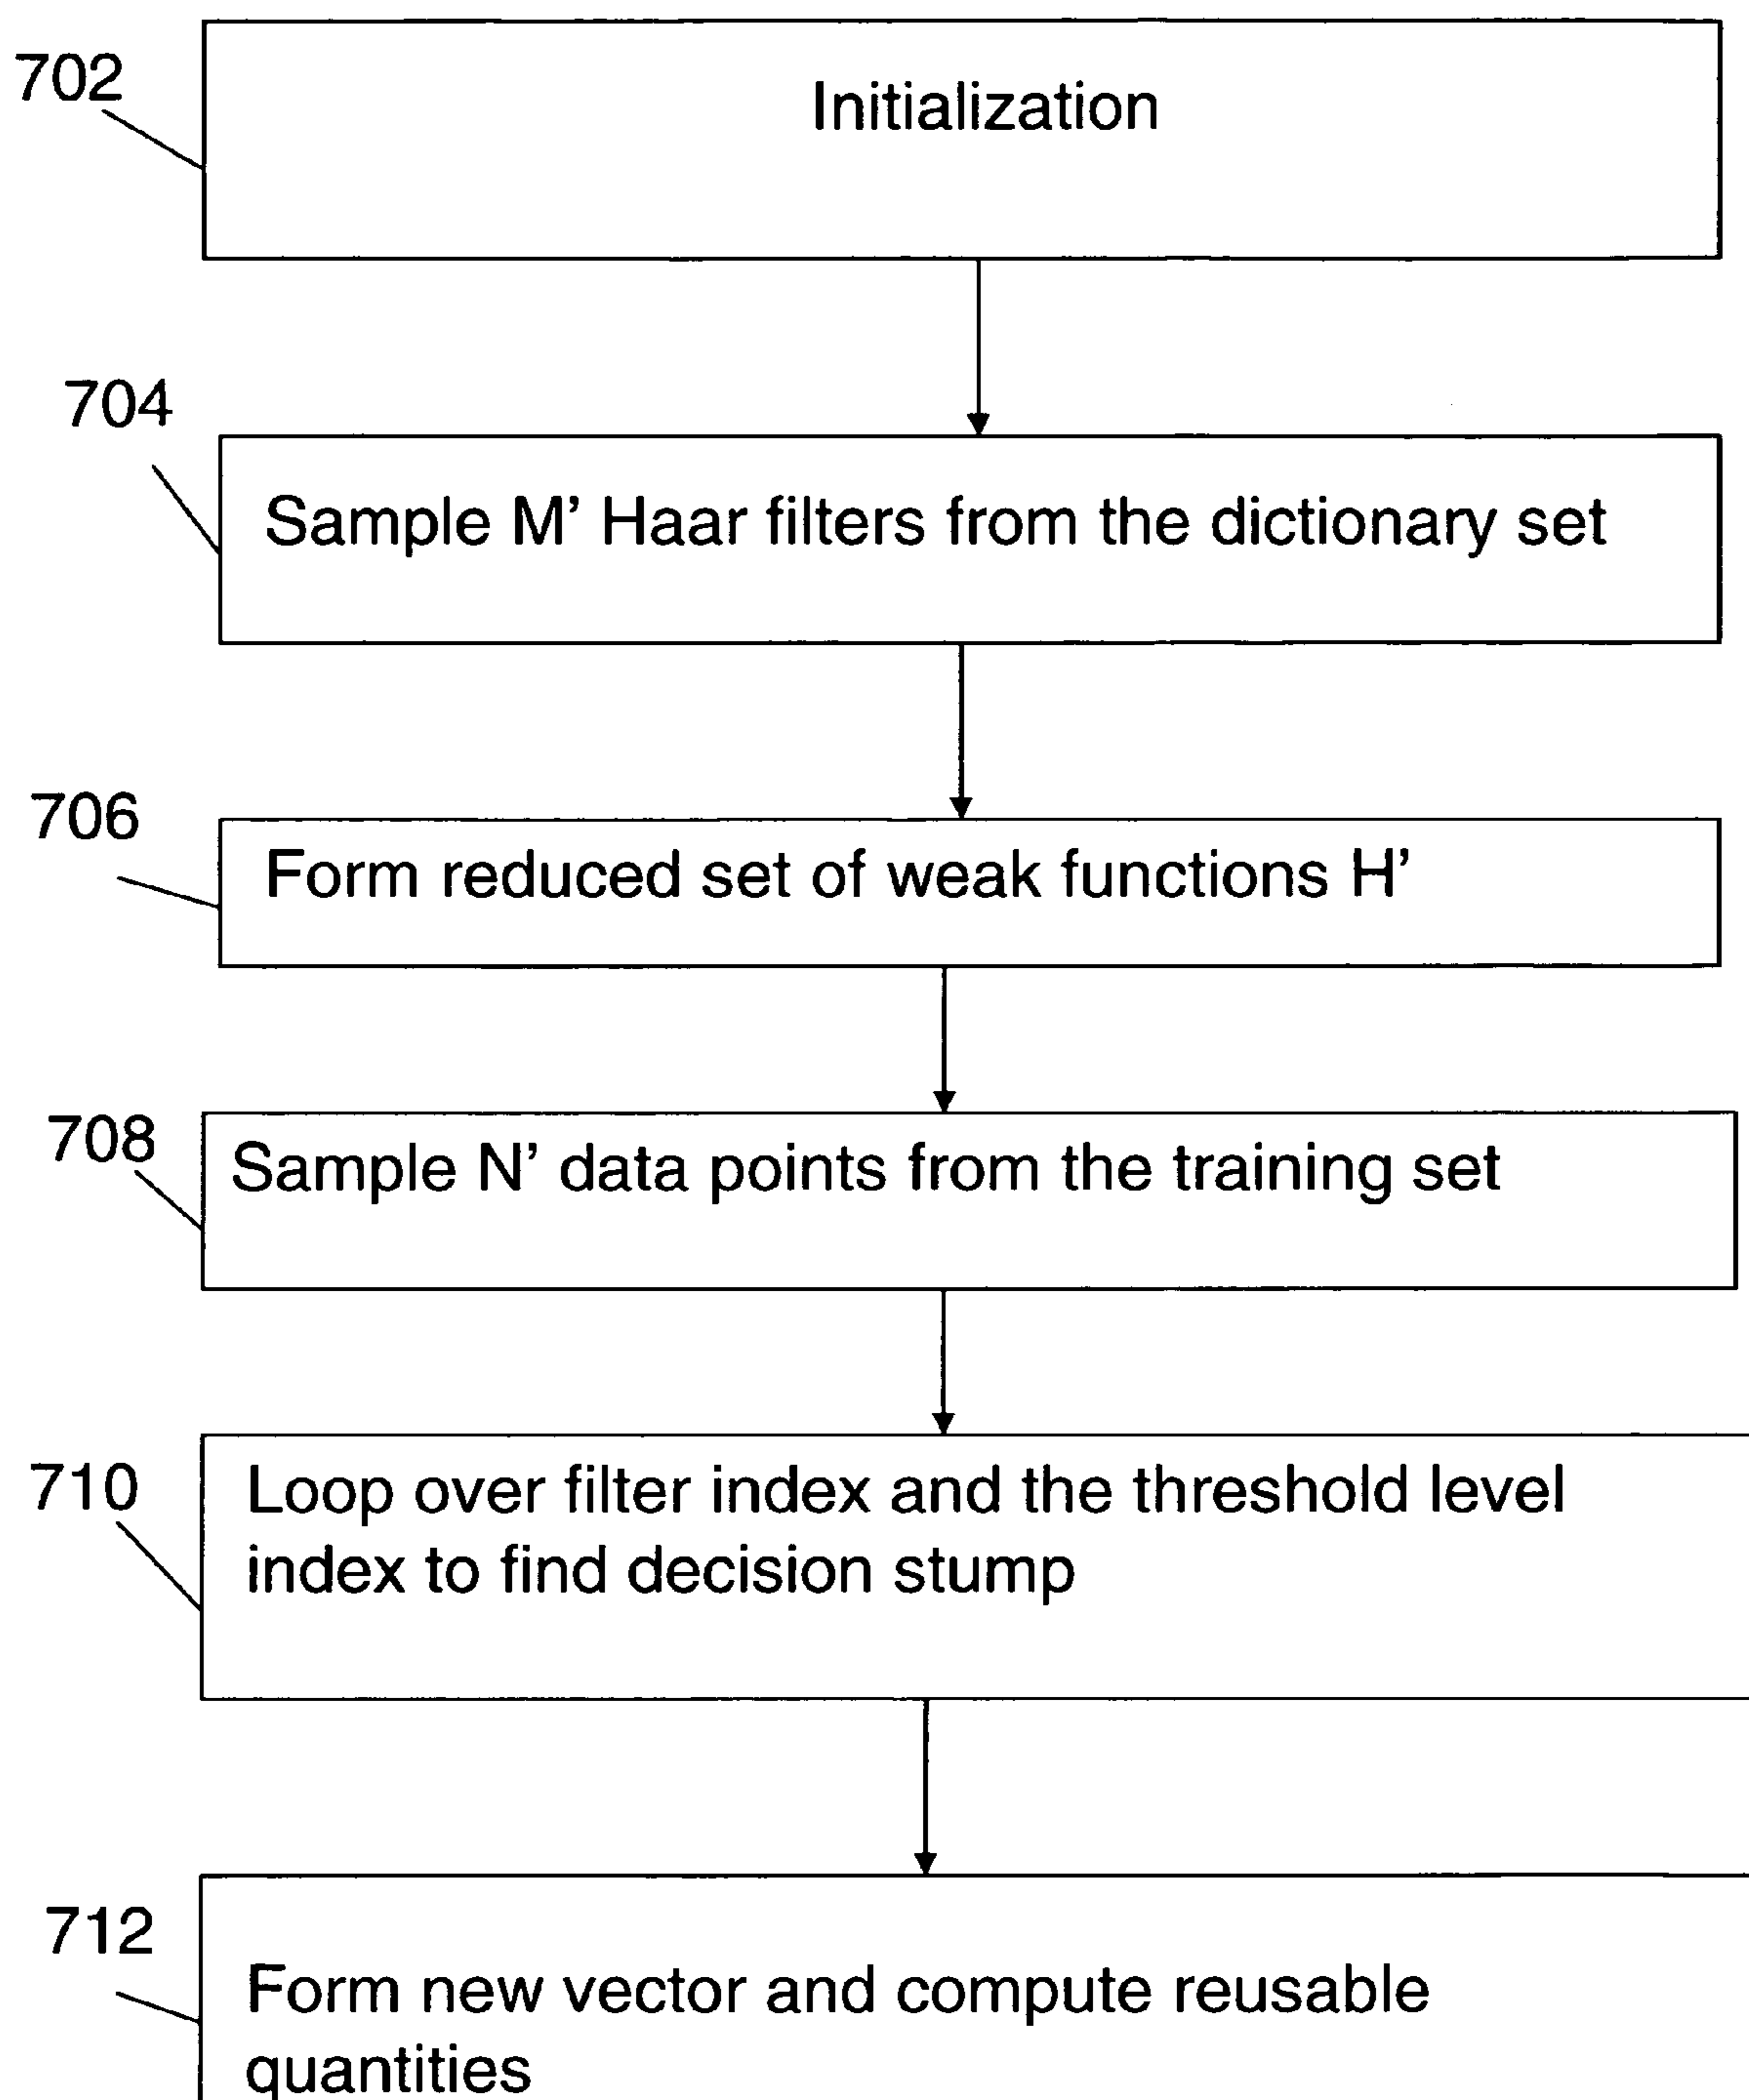 702
Initialization
704
Sample M’ Haar filters from the dictionary set
706
Form reduced set of weak functions H’
708
Sample N’ data points from the training set
710
Loop over filter index and the threshold level
index to find decision stump
712
Form new vector and compute reusable
quantities